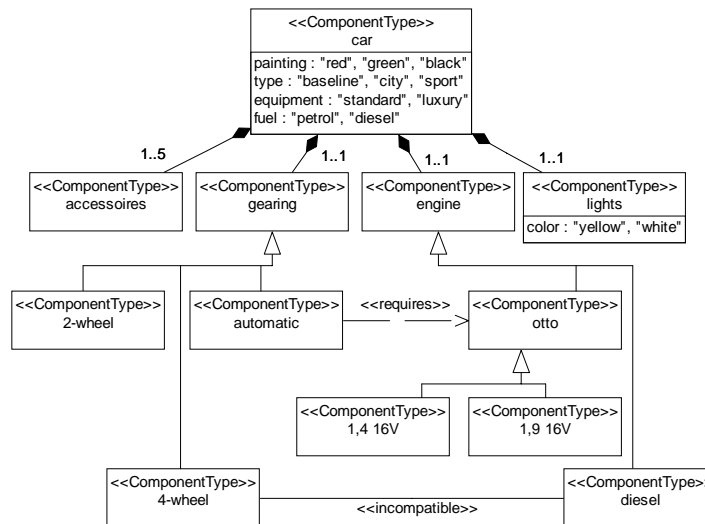 <<ComponentType>>
car
painting : "red", "green", "black"
type : "baseline", "city", "sport"
equipment : "standard", "luxury"
fuel : "petrol", "diesel"
1..5
1..1
1..1
1..1
<<ComponentType>>
accessoires
<<ComponentType>>
gearing
<<ComponentType>>
engine
<<ComponentType>>
lights
color : "yellow", "white"
<<ComponentType>>
2-wheel
<<ComponentType>>
automatic
<<requires>>
<<ComponentType>>
otto
<<ComponentType>>
1,4 16V
<<ComponentType>>
1,9 16V
<<ComponentType>>
4-wheel
<<incompatible>>
<<ComponentType>>
diesel